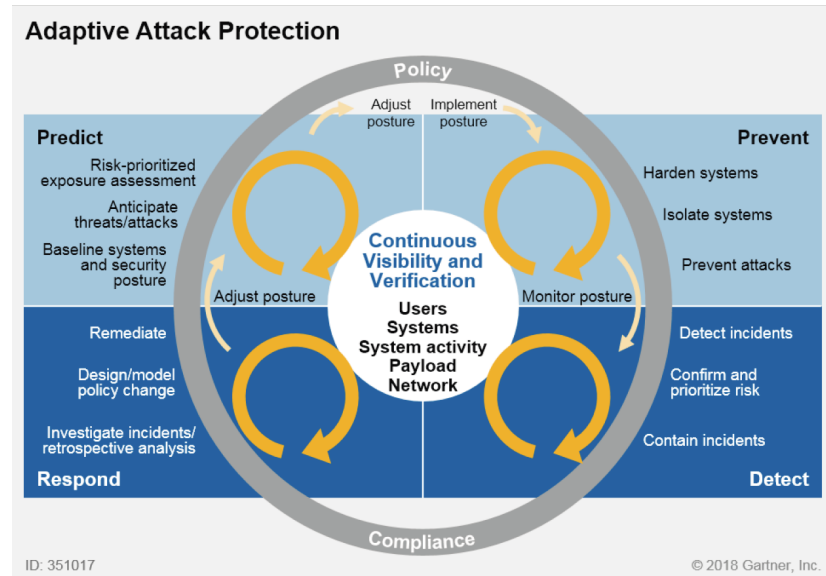 Adaptive Attack Protection
Policy
Adjust
posture
Implement
posture
Predict
Risk-prioritized
exposure assessment
Anticipate
threats/attacks
Baseline systems
and security
posture
Prevent
Harden systems
Isolate systems
Prevent attacks
Continuous
Visibility and
Verification
Users
Systems
System activity
Payload
Network
Adjust posture
Monitor posture
Remediate
Design/model
policy change
Investigate incidents/
retrospective analysis
Respond
Detect incidents
Confirm and
prioritize risk
Contain incidents
Detect
Compliance
ID: 351017
© 2018 Gartner, Inc.